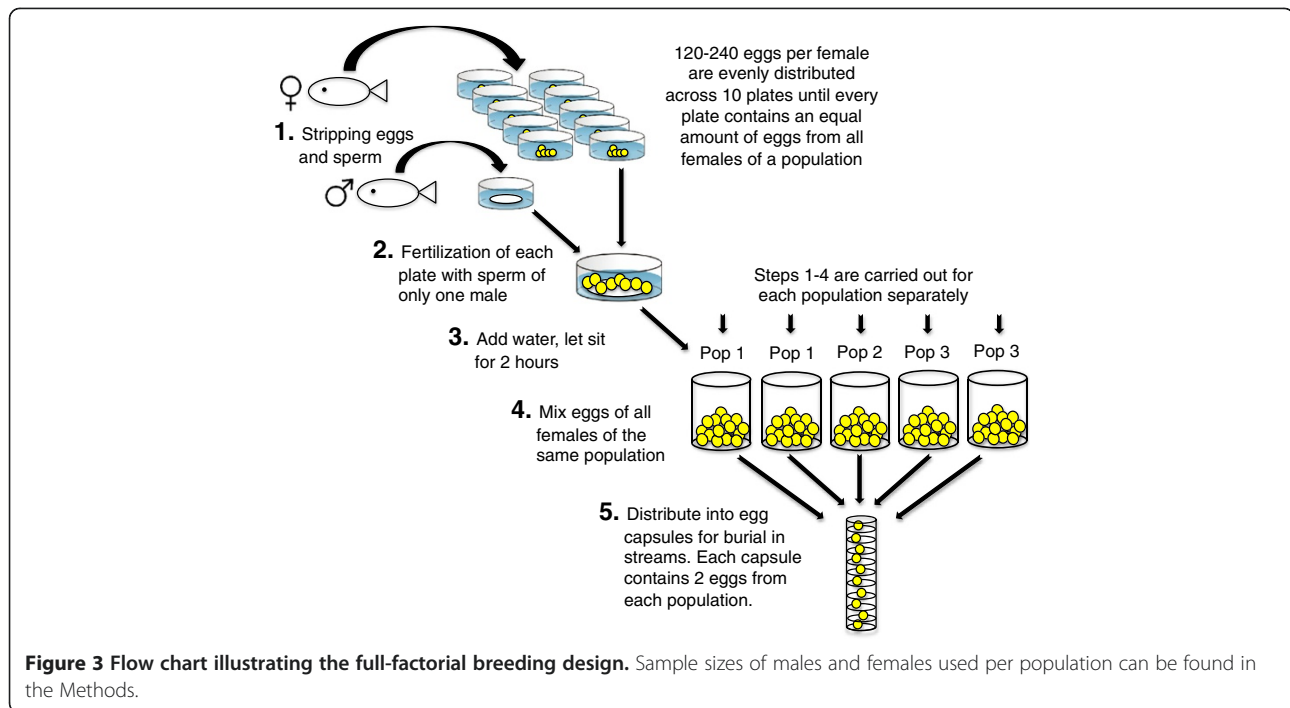 120-240 eggs per female
are evenly distributed
across 10 plates until every
plate contains an equal
amount of eggs from all
females of a population
♀
1. Stripping eggs
and sperm
♂
2. Fertilization of each
plate with sperm of
only one male
3. Add water, let sit
for 2 hours
Steps 1-4 are carried out for
each population separately
Pop 1 Pop 1 Pop 2 Pop 3 Pop 3
4. Mix eggs of all
females of the
same population
5. Distribute into egg
capsules for burial in
streams. Each capsule
contains 2 eggs from
each population.
Figure 3 Flow chart illustrating the full-factorial breeding design. Sample sizes of males and females used per population can be found in
the Methods.